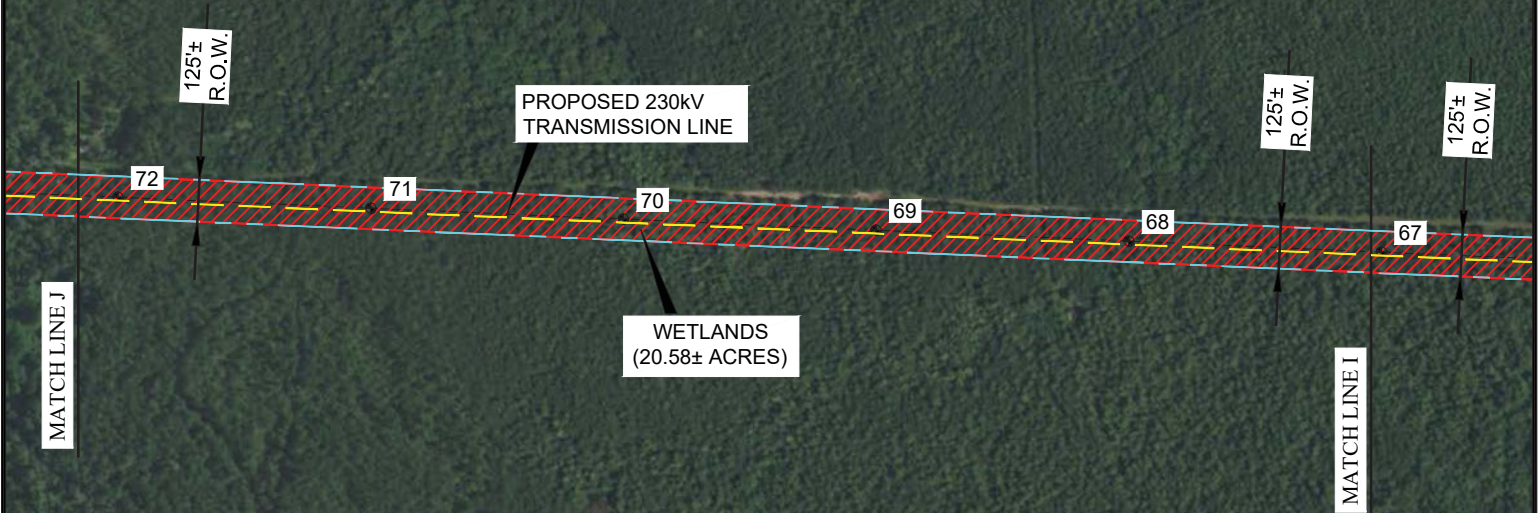 125'±
R.O.W.
PROPOSED 230kV
TRANSMISSION LINE
125'±
R.O.W.
125'±
R.O.W.
72
71
70
69
68
67
WETLANDS
(20.58± ACRES)
MATCH LINE J
MATCH LINE I